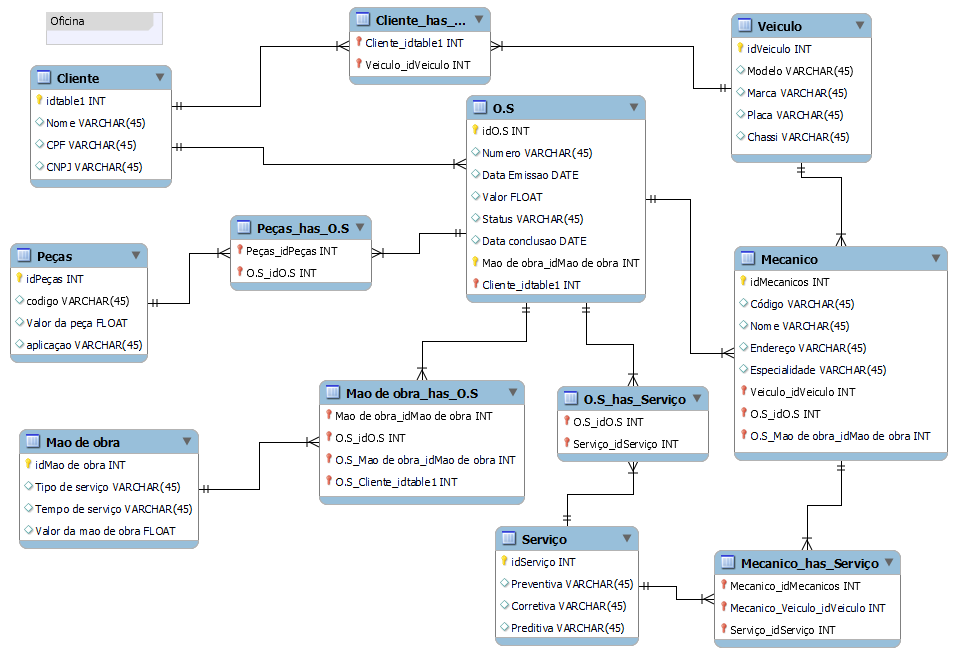 Oficina
Cliente_has_...
Cliente_idtable1 INT
Veiculo_idVeiculo INT
Veiculo
idVeiculo INT
Modelo VARCHAR(45)
Marca VARCHAR(45)
Placa VARCHAR(45)
Chassi VARCHAR(45)
Cliente
idtable1 INT
Nome VARCHAR(45)
CPF VARCHAR(45)
CNPJ VARCHAR(45)
O.S
idO.S INT
Numero VARCHAR(45)
Data Emissao DATE
Valor FLOAT
Status VARCHAR(45)
Data conclusao DATE
Mao de obra_idMao de obra INT
Cliente_idtable1 INT
Peças_has_O.S
Peças_idPeças INT
O.S_idO.S INT
Peças
idPeças INT
codigo VARCHAR(45)
Valor da peça FLOAT
aplicaçao VARCHAR(45)
Mecanico
idMecanicos INT
Código VARCHAR(45)
Nome VARCHAR(45)
Endereço VARCHAR(45)
Especialidade VARCHAR(45)
Veiculo_idVeiculo INT
O.S_idO.S INT
O.S_Mao de obra_idMao de obra INT
Mao de obra_has_O.S
Mao de obra_idMao de obra INT
O.S_idO.S INT
O.S_Mao de obra_idMao de obra INT
O.S_Cliente_idtable1 INT
O.S_has_Serviço
O.S_idO.S INT
Serviço_idServiço INT
Mao de obra
idMao de obra INT
Tipo de serviço VARCHAR(45)
Tempo de serviço VARCHAR(45)
Valor da mao de obra FLOAT
Serviço
idServiço INT
Preventiva VARCHAR(45)
Corretiva VARCHAR(45)
Preditiva VARCHAR(45)
Mecanico_has_Serviço
Mecanico_idMecanicos INT
Mecanico_Veiculo_idVeiculo INT
Serviço_idServiço INT